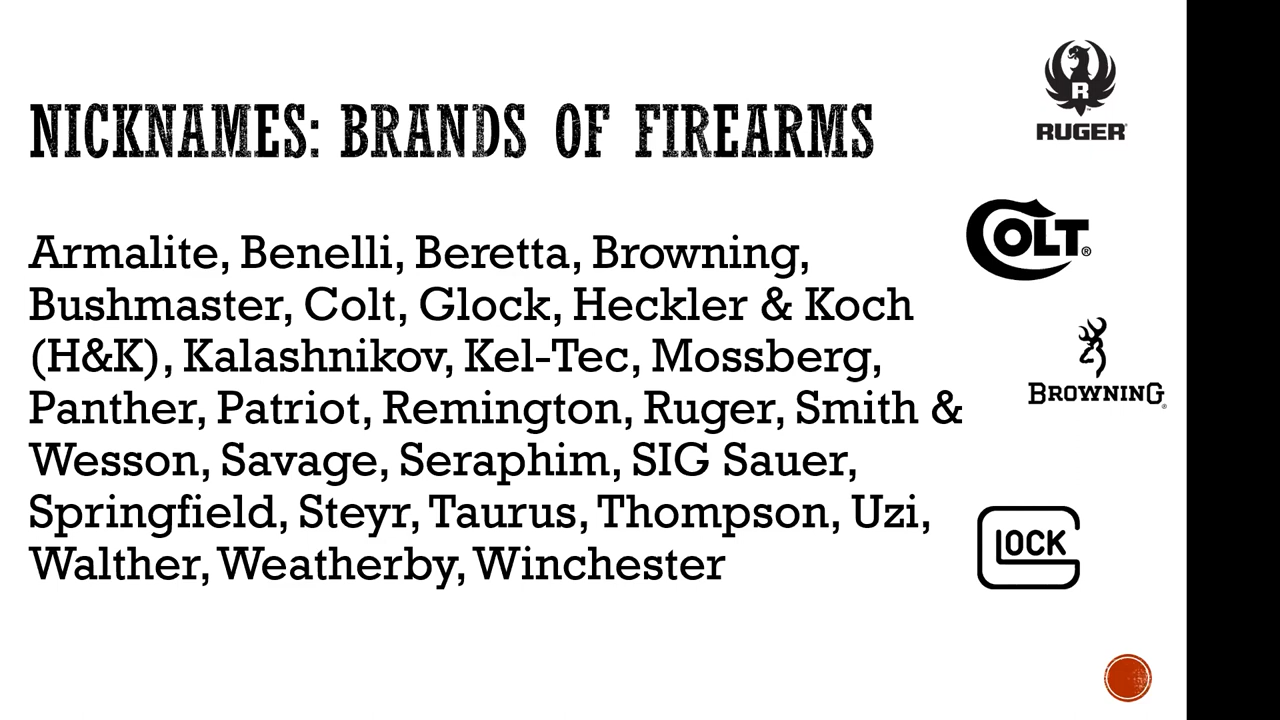 NICKNAMES: BRANDS OF FIREARMS
Armalite, Benelli, Beretta, Browning,
Bushmaster, Colt, Glock, Heckler & Koch
(H&K), Kalashnikov, Kel-Tec, Mossberg,
Panther, Patriot, Remington, Ruger, Smith &
Wesson, Savage, Seraphim, SIG Sauer,
Springfield, Steyr, Taurus, Thompson, Uzi,
Walther, Weatherby, Winchester
R
RUGER
COLT®
BROWNING®
GLOCK